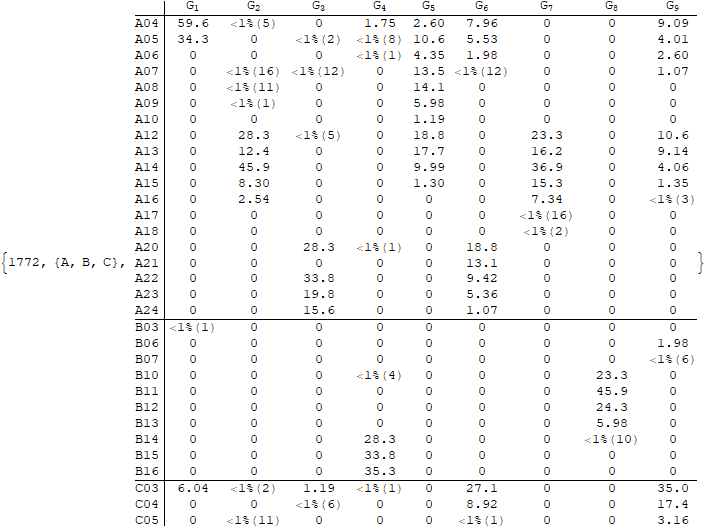 G1 G2 G3 G4 G5 G6 G7 G8 G9
A04 59.6 <1%(5) 0 1.75 2.60 7.96 0 0 9.09
A05 34.3 0 <1%(2) <1%(8) 10.6 5.53 0 0 4.01
A06 0 0 0 <1%(1) 4.35 1.98 0 0 2.60
A07 0 <1%(16) <1%(12) 0 13.5 <1%(12) 0 0 1.07
A08 0 <1%(11) 0 0 14.1 0 0 0 0
A09 0 <1%(1) 0 0 5.98 0 0 0 0
A10 0 0 0 0 1.19 0 0 0 0
A12 0 28.3 <1%(5) 0 18.8 0 23.3 0 10.6
A13 0 12.4 0 0 17.7 0 16.2 0 9.14
A14 0 45.9 0 0 9.99 0 36.9 0 4.06
A15 0 8.30 0 0 1.30 0 15.3 0 1.35
A16 0 2.54 0 0 0 0 7.34 0 <1%(3)
A17 0 0 0 0 0 0 <1%(16) 0 0
A18 0 0 0 0 0 0 <1%(2) 0 0
A20 0 0 28.3 <1%(1) 0 18.8 0 0 0
{1772, {A, B, C}, A21 0 0 0 0 0 13.1 0 0 0 }
A22 0 0 33.8 0 0 9.42 0 0 0
A23 0 0 19.8 0 0 5.36 0 0 0
A24 0 0 15.6 0 0 1.07 0 0 0
B03 <1%(1) 0 0 0 0 0 0 0 0
B06 0 0 0 0 0 0 0 0 1.98
B07 0 0 0 0 0 0 0 0 <1%(6)
B10 0 0 0 <1%(4) 0 0 0 23.3 0
B11 0 0 0 0 0 0 0 45.9 0
B12 0 0 0 0 0 0 0 24.3 0
B13 0 0 0 0 0 0 0 5.98 0
B14 0 0 0 28.3 0 0 0 <1%(10) 0
B15 0 0 0 33.8 0 0 0 0 0
B16 0 0 0 35.3 0 0 0 0 0
C03 6.04 <1%(2) 1.19 <1%(1) 0 27.1 0 0 35.0
C04 0 0 <1%(6) 0 0 8.92 0 0 17.4
C05 0 <1%(11) 0 0 0 <1%(1) 0 0 3.16